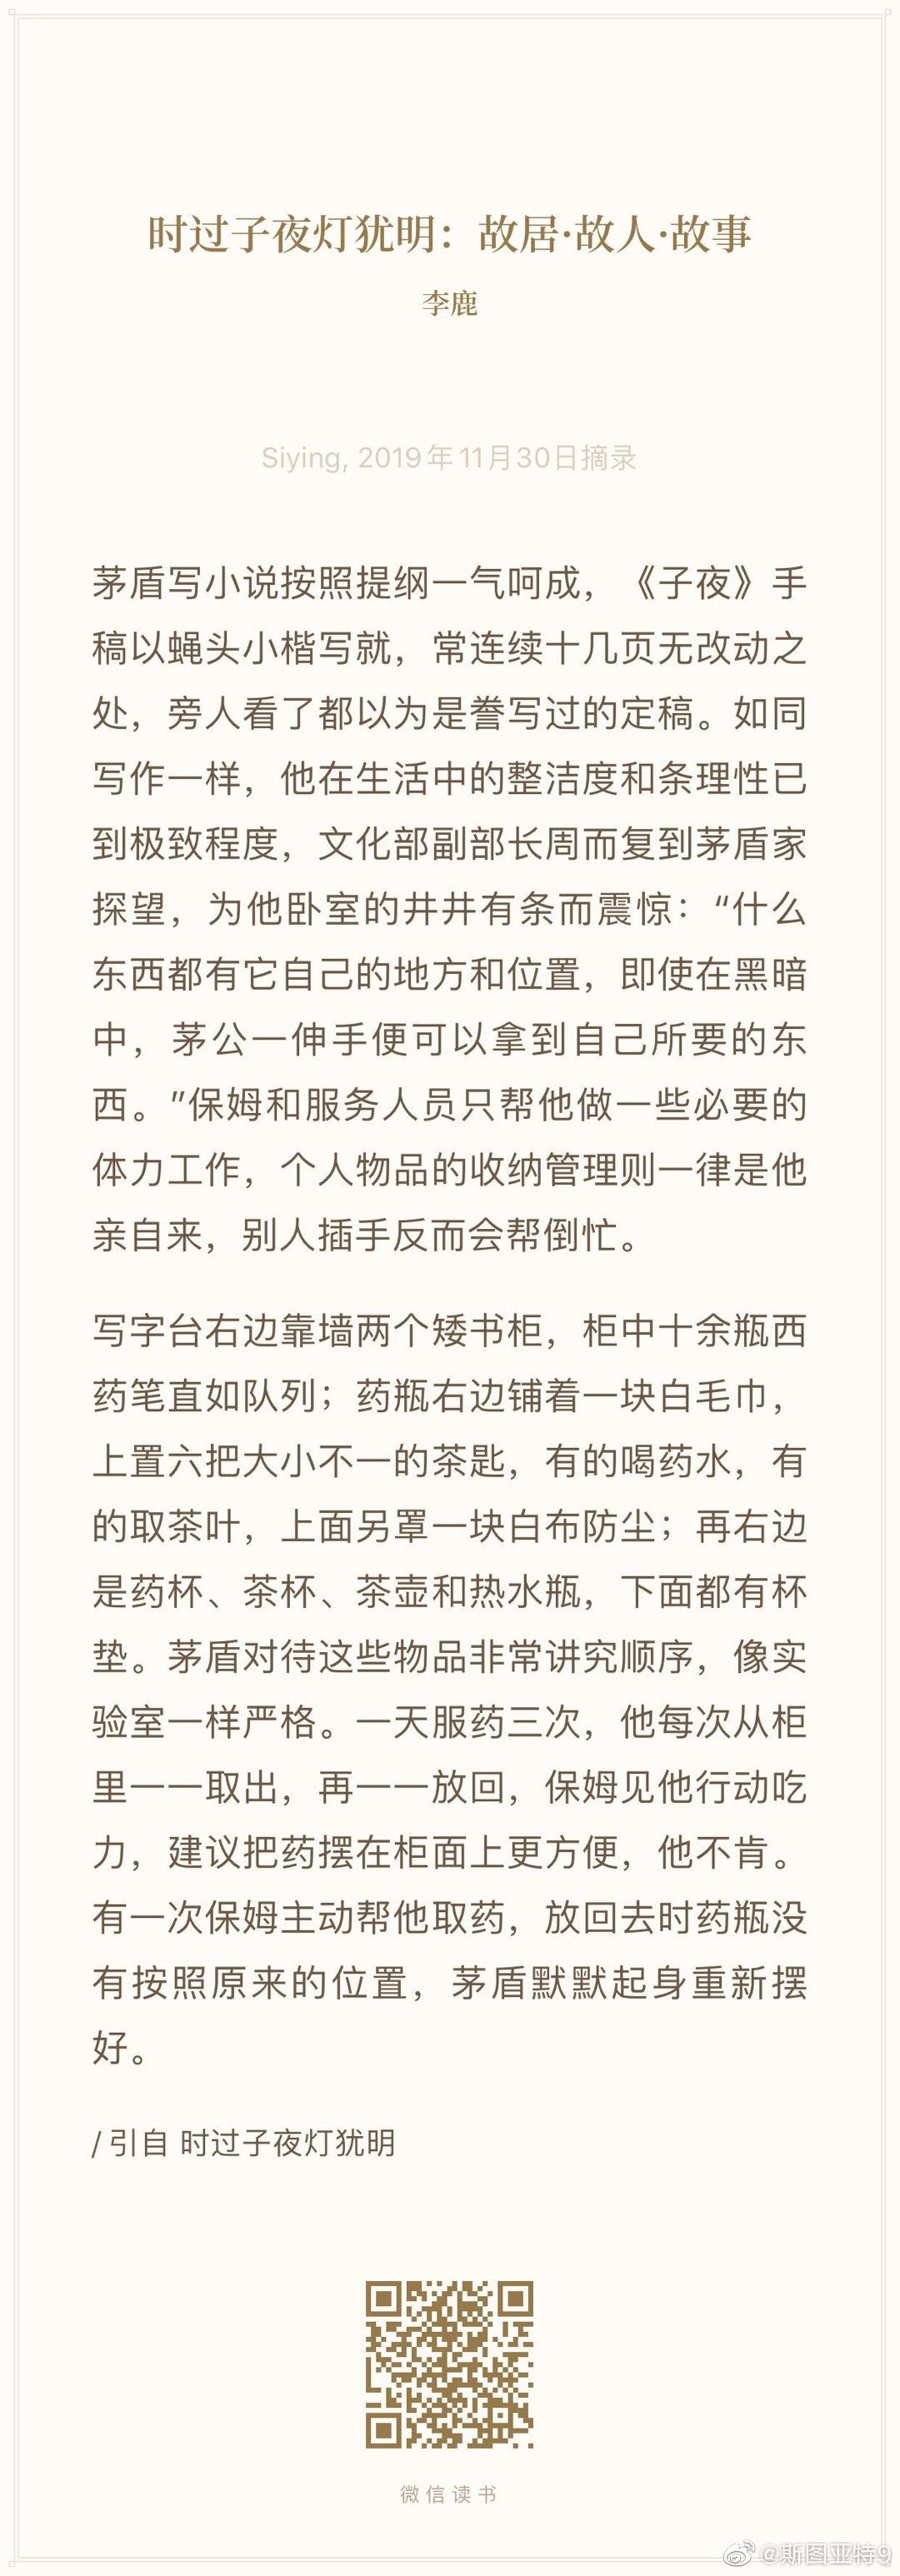 时过子夜灯犹明：故居·故人·故事
李鹿
Siying, 2019年11月30日摘录
茅盾写小说按照提纲一气呵成，《子夜》手
稿以蝇头小楷写就，常连续十几页无改动之
处，旁人看了都以为是誊写过的定稿。如同
写作一样，他在生活中的整洁度和条理性已
到极致程度，文化部副部长周而复到茅盾家
探望，为他卧室的井井有条而震惊：“什么
东西都有它自己的地方和位置，即使在黑暗
中，茅公一伸手便可以拿到自己所要的东
西。”保姆和服务人员只帮他做一些必要的
体力工作，个人物品的收纳管理则一律是他
亲自来，别人插手反而会帮倒忙。
写字台右边靠墙两个矮书柜，柜中十余瓶西
药笔直如队列；药瓶右边铺着一块白毛巾，
上置六把大小不一的茶匙，有的喝药水，有
的取茶叶，上面另罩一块白布防尘；再右边
是药杯、茶杯、茶壶和热水瓶，下面都有杯
垫。茅盾对待这些物品非常讲究顺序，像实
验室一样严格。一天服药三次，他每次从柜
里一一取出，再一一放回，保姆见他行动吃
力，建议把药摆在柜面上更方便，他不肯。
有一次保姆主动帮他取药，放回去时药瓶没
有按照原来的位置，茅盾默默起身重新摆
好。
/ 引自 时过子夜灯犹明
微信读书
@斯图亚特9